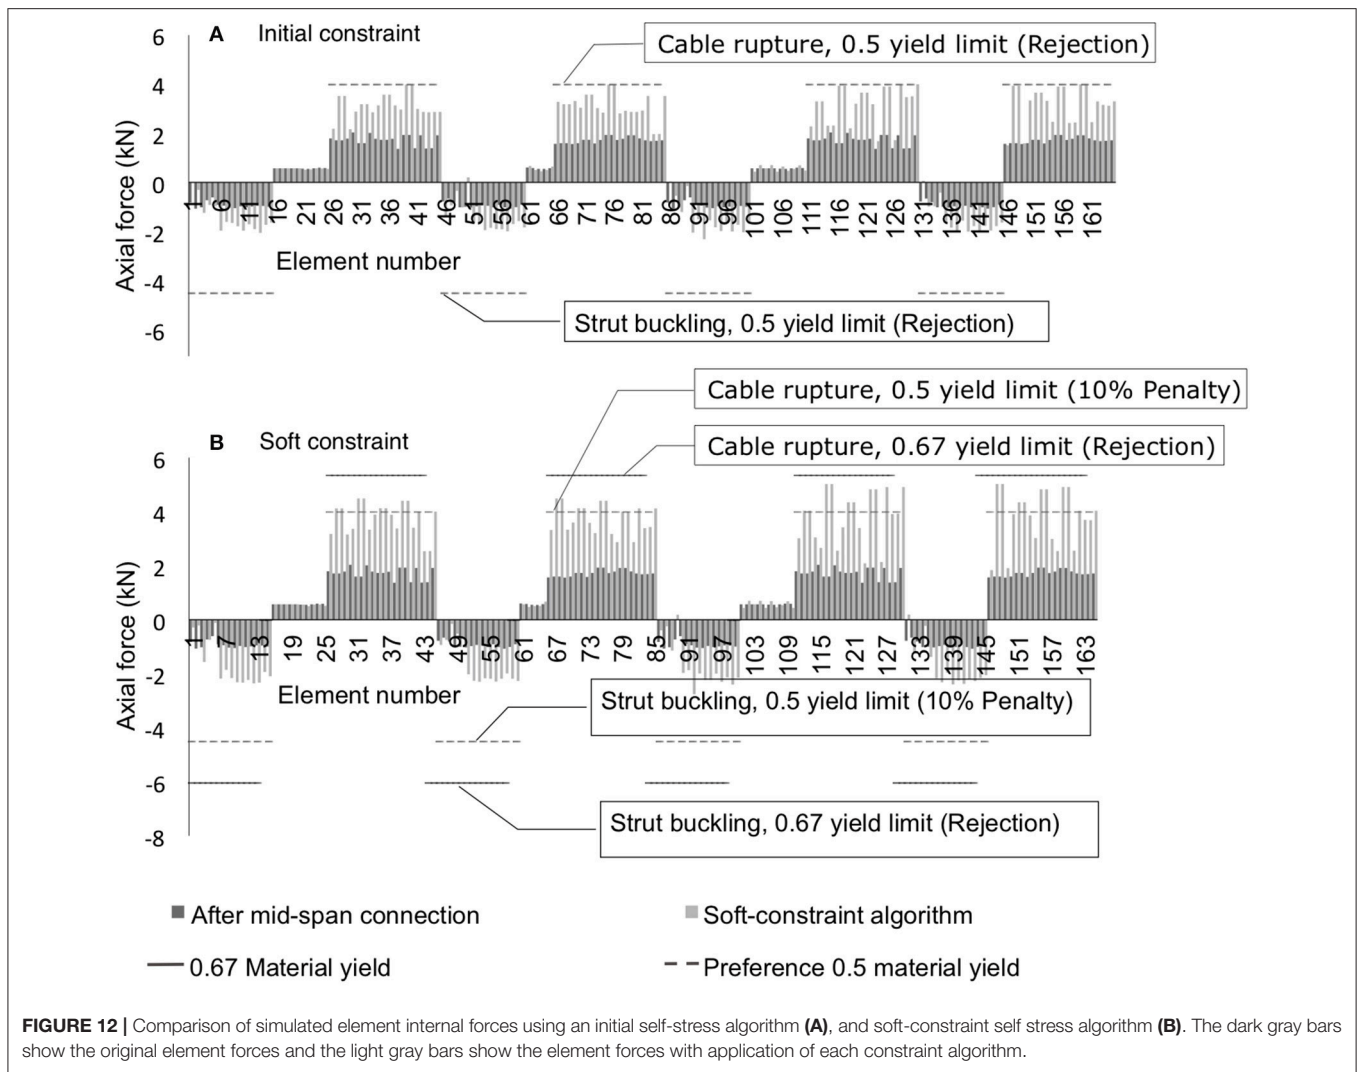 A Initial constraint
Cable rupture, 0.5 yield limit (Rejection)
6
4
2
0
-2
-4
-6
Axial force (kN)
1 6 11 16 21 26 31 36 41 46 51 56 61 66 71 76 81 86 91 96 101 106 111 116 121 126 131 136 141 146 151 156 161
Element number
Strut buckling, 0.5 yield limit (Rejection)
Cable rupture, 0.5 yield limit (10% Penalty)
B Soft constraint
Cable rupture, 0.67 yield limit (Rejection)
6
4
2
0
-2
-4
-6
-8
Axial force (kN)
1 7 13 19 25 31 37 43 49 55 61 67 73 79 85 91 97 103 109 115 121 127 133 139 145 151 157 163
Element number
Strut buckling, 0.5 yield limit (10% Penalty)
Strut buckling, 0.67 yield limit (Rejection)
After mid-span connection
Soft-constraint algorithm
0.67 Material yield
Preference 0.5 material yield
FIGURE 12 | Comparison of simulated element internal forces using an initial self-stress algorithm (A), and soft-constraint self stress algorithm (B). The dark gray bars
show the original element forces and the light gray bars show the element forces with application of each constraint algorithm.